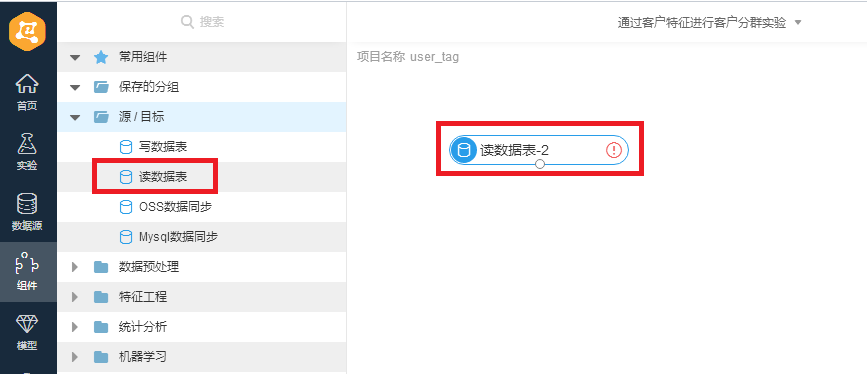 搜索
通过客户特征进行客户分群实验
项目名称 user_tag
首页
实验
数据源
组件
模型
常用组件
保存的分组
源 / 目标
写数据表
读数据表
OSS数据同步
Mysql数据同步
数据预处理
特征工程
统计分析
机器学习
读数据表-2